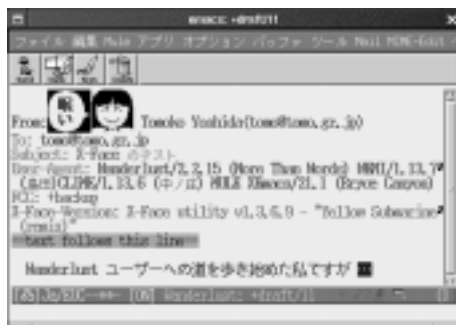 emacs: +draft/11
ファイル 編集 Mule アプリ オプション バッファ ツール Mail MIME-Edit
眠い
From: Tomoko Yoshida(tomo@tomo.gr.jp)
To: tomo@tomo.gr.jp
Subject: X-Face のテスト
User-Agent: Wanderlust/2.2.15 (More Than Words) WEMI/1.13.7
CLIME/1.13.6 (中ノ庄) MULE XEmacs/21.1 (Bryce Canyon)
FCC: +backup
X-Face-Version: X-Face utility v1.3.6.9 - "Yellow Submarine
(remix)"
--text follows this line--
Wanderlust ユーザーへの道を歩き始めた私ですが
Wanderlust: +draft/11